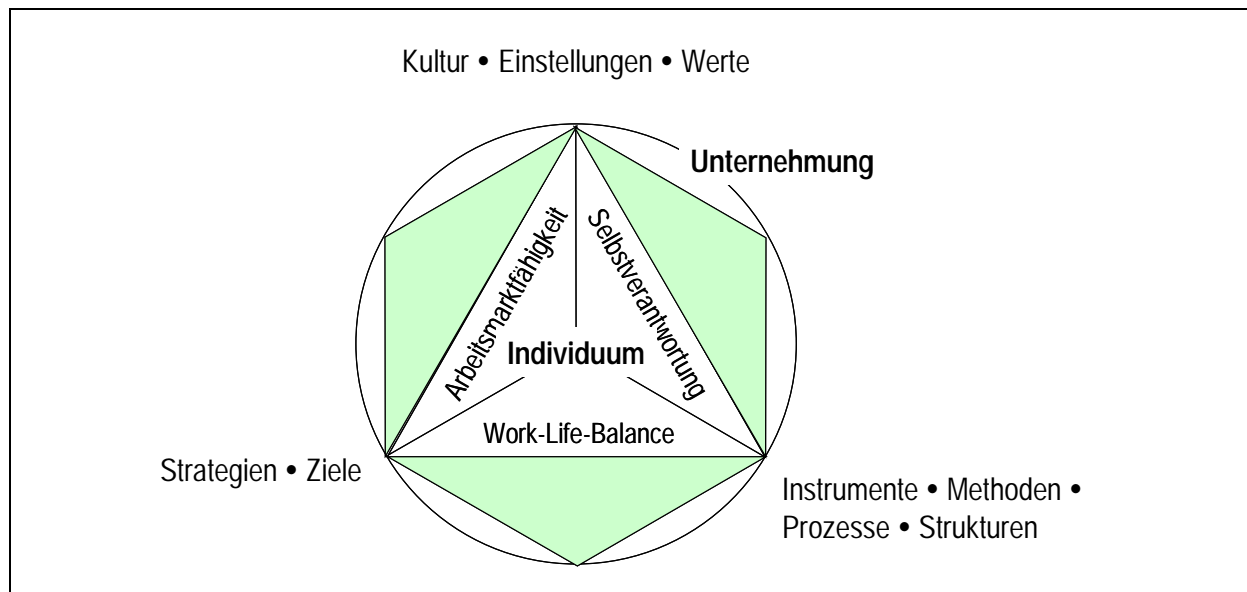 Kultur • Einstellungen • Werte
Unternehmung
Arbeitsmarktfähigkeit
Selbstverantwortung
Individuum
Work-Life-Balance
Strategien • Ziele
Instrumente • Methoden •
Prozesse • Strukturen